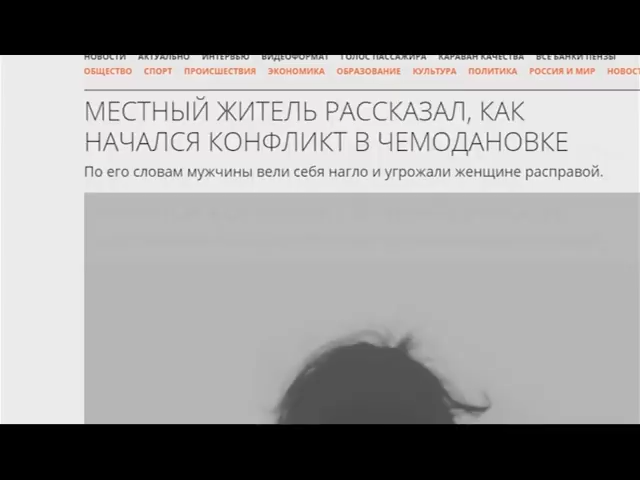 НОВОСТИ АКТУАЛЬНО ИНТЕРВЬЮ ВИДЕОФОРМАТ ГОЛОС ПАССАЖИРА КАРАВАН КАЧЕСТВА ВСЕ БАНКИ ПЕНЗЫ
ОБЩЕСТВО СПОРТ ПРОИСШЕСТВИЯ ЭКОНОМИКА ОБРАЗОВАНИЕ КУЛЬТУРА ПОЛИТИКА РОССИЯ И МИР НОВОСТ
МЕСТНЫЙ ЖИТЕЛЬ РАССКАЗАЛ, КАК
НАЧАЛСЯ КОНФЛИКТ В ЧЕМОДАНОВКЕ
По его словам мужчины вели себя нагло и угрожали женщине расправой.